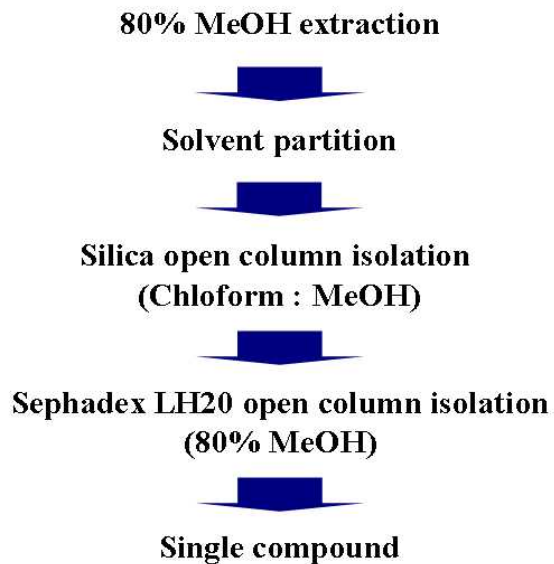 80% MeOH extraction
Solvent partition
Silica open column isolation
(Chloform : MeOH)
Sephadex LH20 open column isolation
(80% MeOH)
Single compound